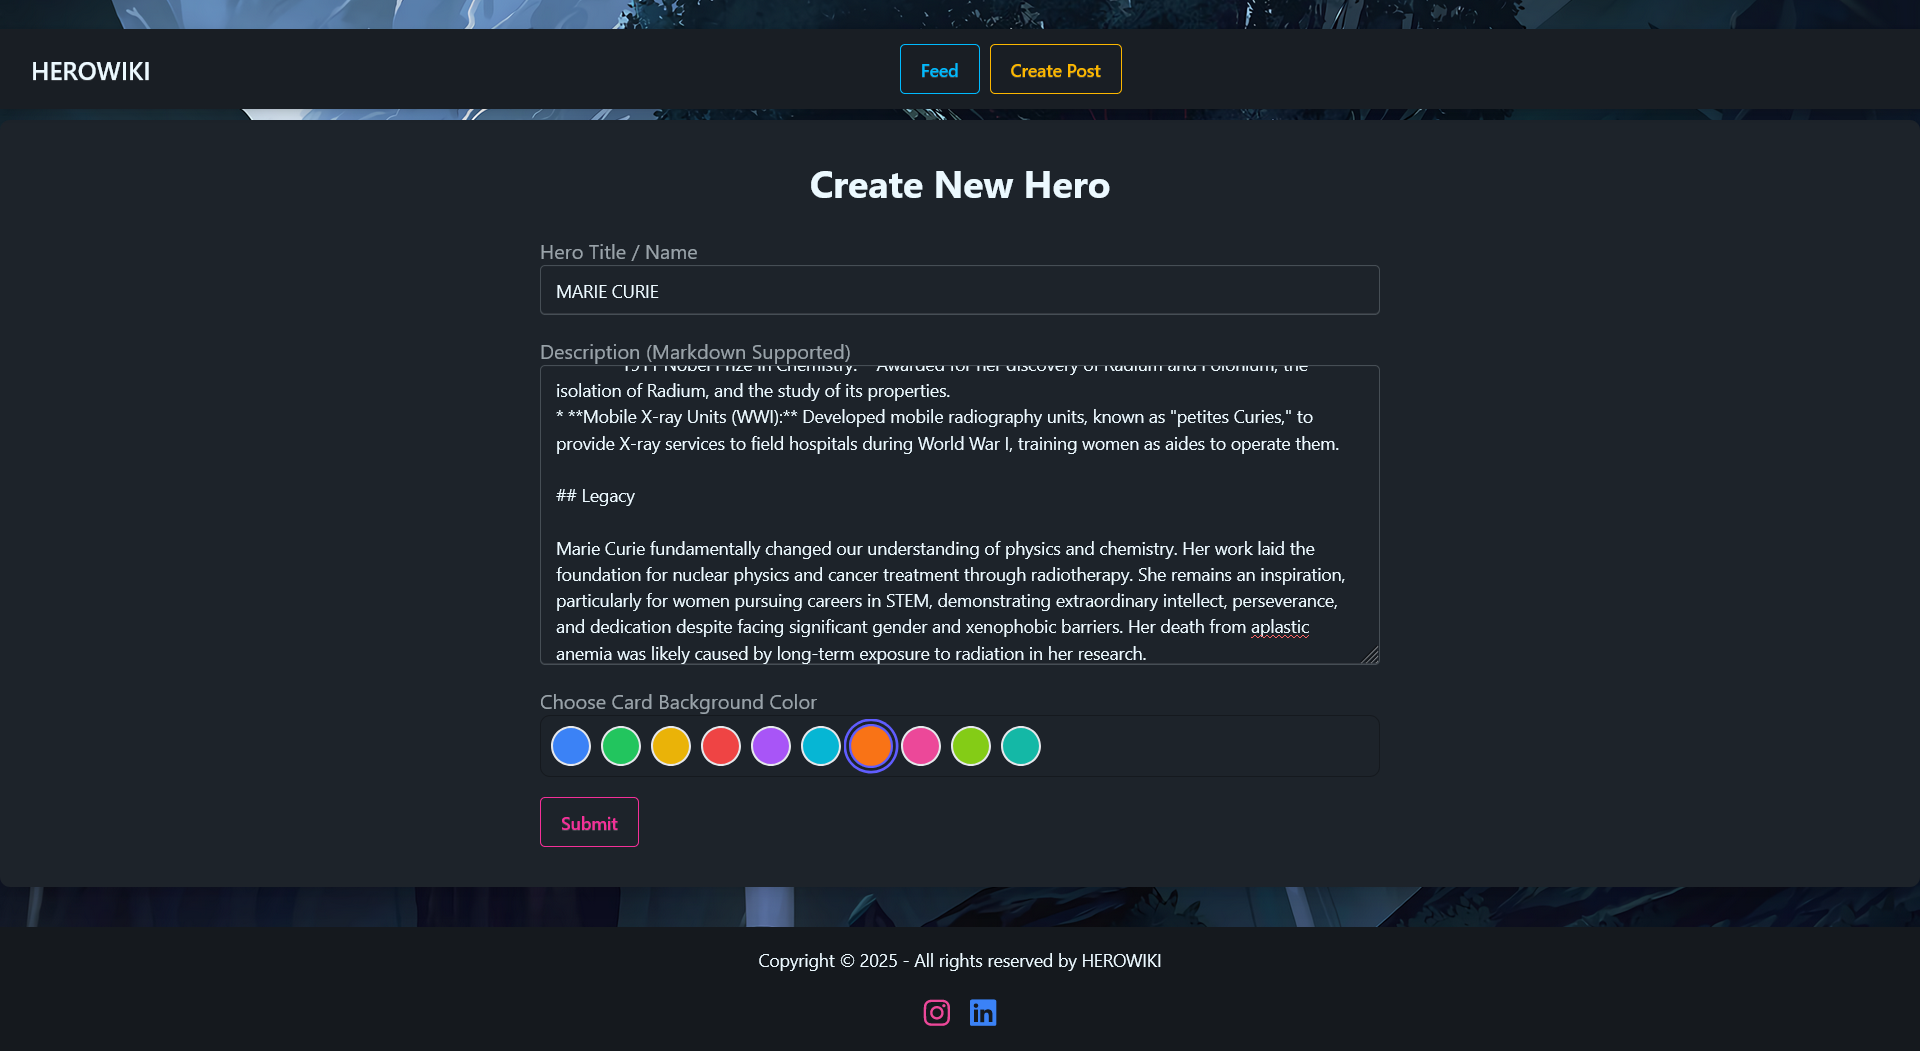 HEROWIKI
Feed
Create Post
Create New Hero
Hero Title / Name
MARIE CURIE
Description (Markdown Supported)
1911 Nobel Prize in Chemistry:** Awarded for her discovery of Radium and Polonium, the
isolation of Radium, and the study of its properties.
* **Mobile X-ray Units (WWI):** Developed mobile radiography units, known as "petites Curies," to
provide X-ray services to field hospitals during World War I, training women as aides to operate them.
## Legacy
Marie Curie fundamentally changed our understanding of physics and chemistry. Her work laid the
foundation for nuclear physics and cancer treatment through radiotherapy. She remains an inspiration,
particularly for women pursuing careers in STEM, demonstrating extraordinary intellect, perseverance,
and dedication despite facing significant gender and xenophobic barriers. Her death from aplastic
anemia was likely caused by long-term exposure to radiation in her research.
Choose Card Background Color
Submit
Copyright © 2025 - All rights reserved by HEROWIKI
in